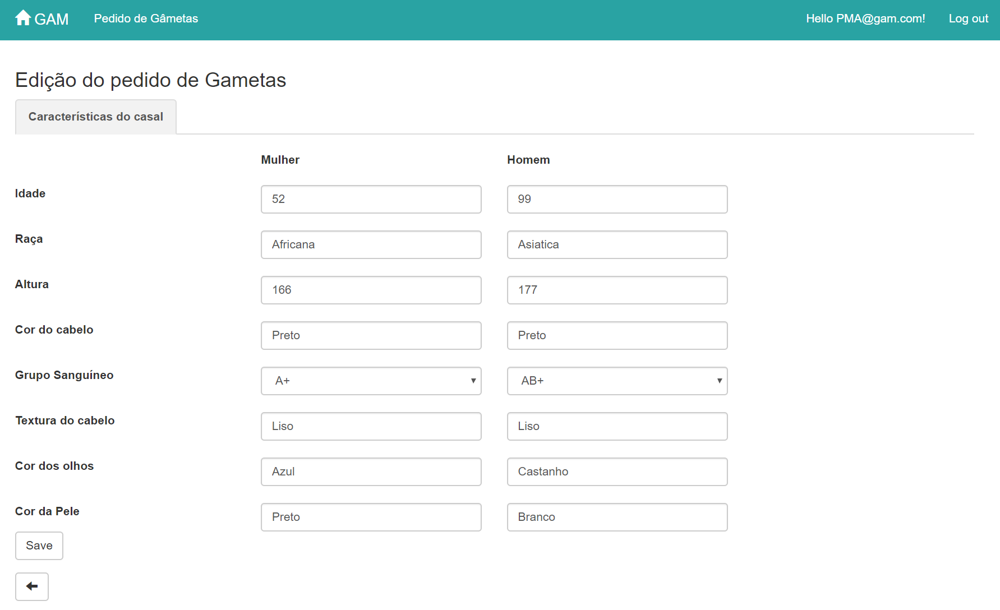 GAM Pedido de Gâmetas Hello PMA@gam.com! Log out
Edição do pedido de Gametas
Características do casal
Mulher Homem
Idade 52 99
Raça Africana Asiatica
Altura 166 177
Cor do cabelo Preto Preto
Grupo Sanguíneo A+ AB+
Textura do cabelo Liso Liso
Cor dos olhos Azul Castanho
Cor da Pele Preto Branco
Save